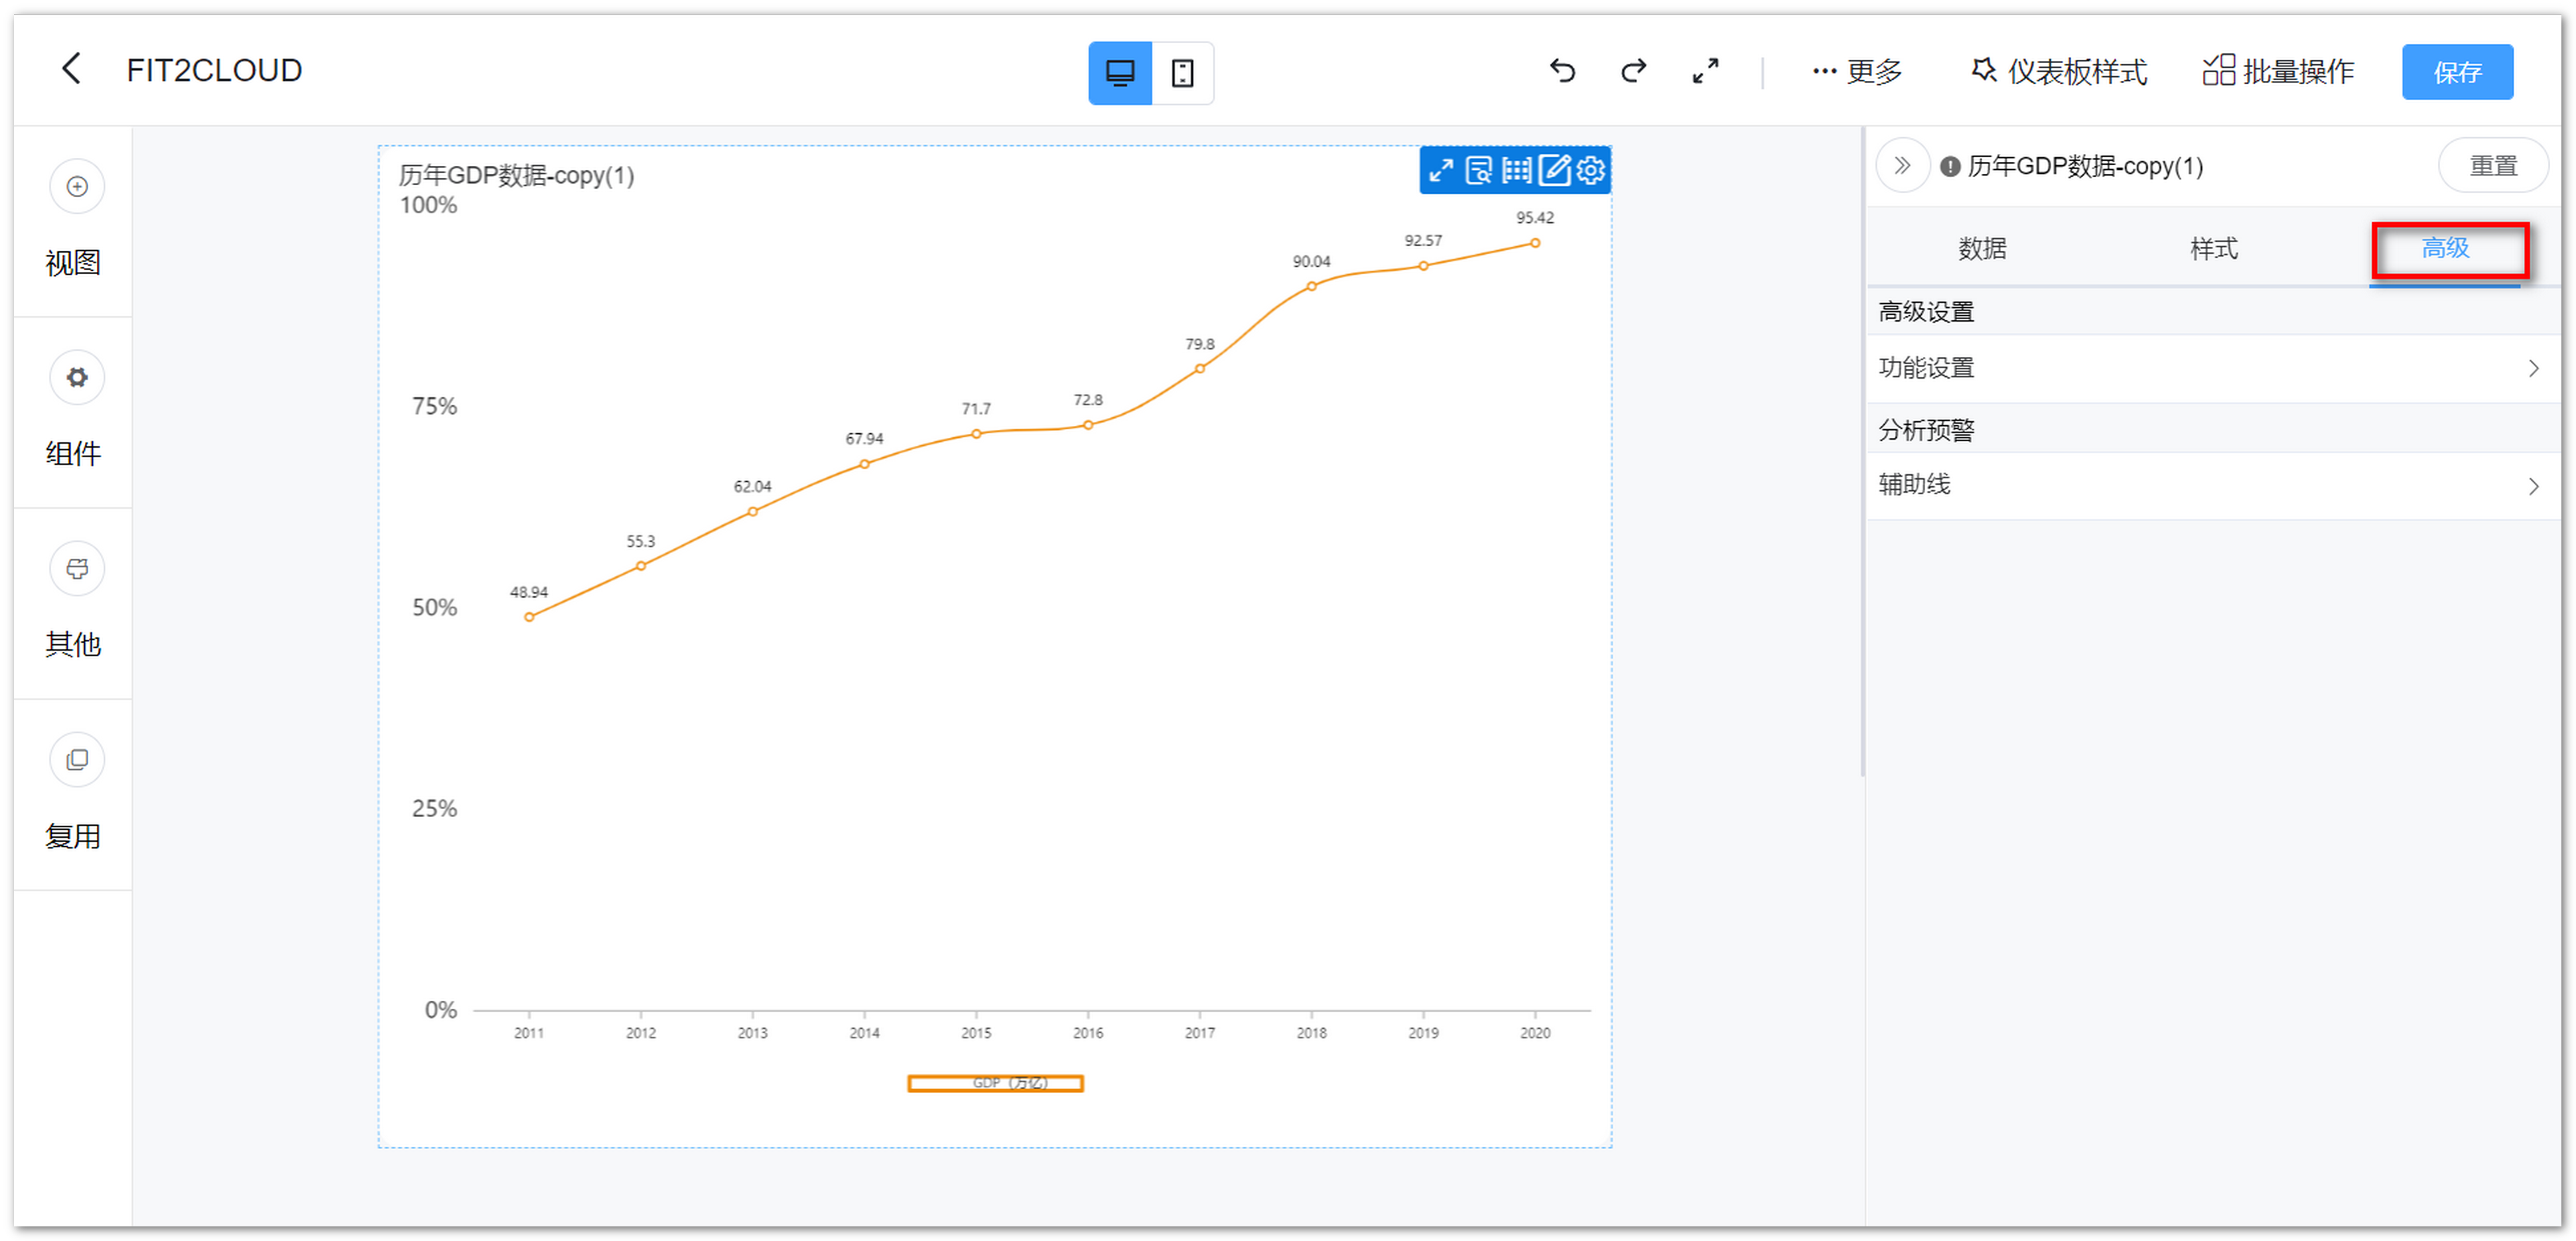 FIT2CLOUD
更多
仪表板样式
批量操作
保存
视图
组件
其他
复用
历年GDP数据-copy(1)
100%
75%
50%
25%
0%
48.94
55.3
62.04
67.94
71.7
72.8
79.8
90.04
92.57
95.42
2011
2012
2013
2014
2015
2016
2017
2018
2019
2020
GDP（万亿）
历年GDP数据-copy(1)
重置
数据
样式
高级
高级设置
功能设置
分析预警
辅助线